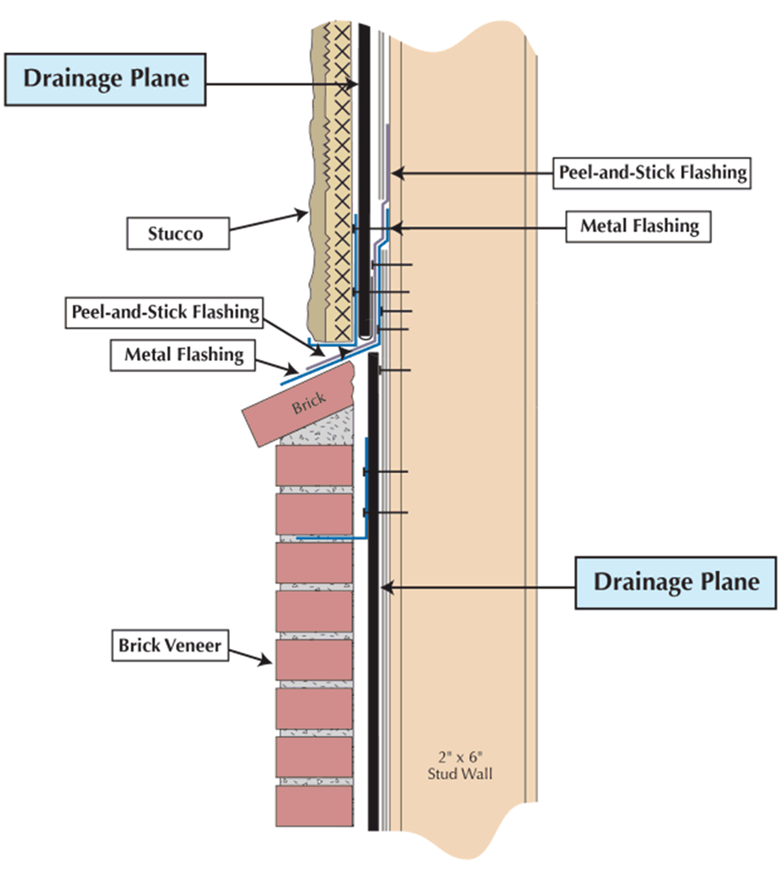 Drainage Plane
Peel-and-Stick Flashing
Metal Flashing
Stucco
Peel-and-Stick Flashing
Metal Flashing
Brick
Drainage Plane
Brick Veneer
2" x 6"
Stud Wall